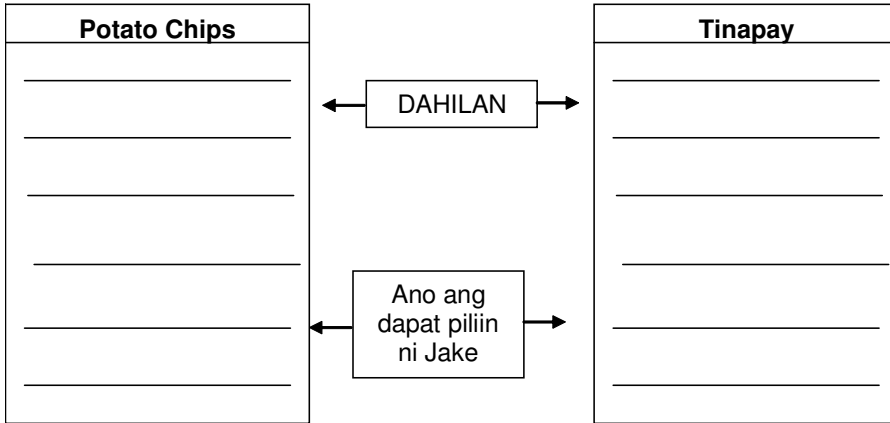 Potato Chips
Tinapay
DAHILAN
Ano ang
dapat piliin
ni Jake